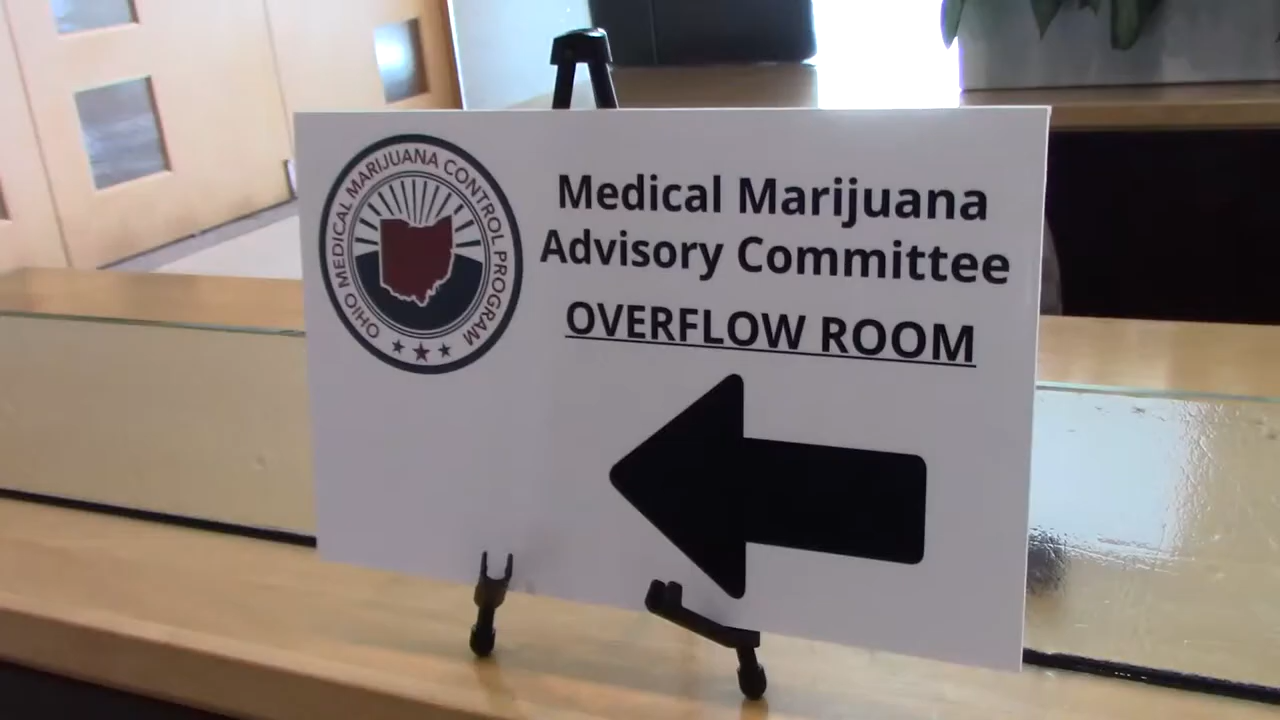 OHIO MEDICAL MARIJUANA CONTROL PROGRAM
Medical Marijuana
Advisory Committee
OVERFLOW ROOM